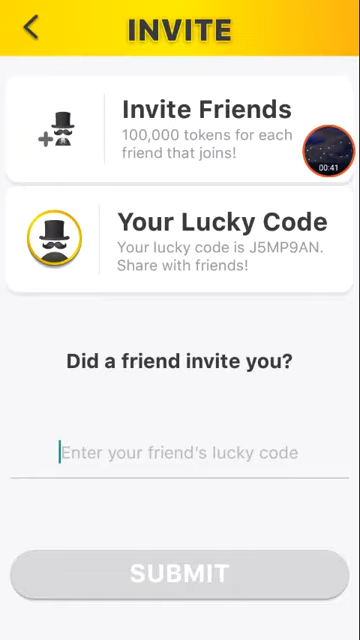 INVITE
Invite Friends
100,000 tokens for each
friend that joins!
00:41
Your Lucky Code
Your lucky code is J5MP9AN.
Share with friends!
Did a friend invite you?
Enter your friend's lucky code
SUBMIT